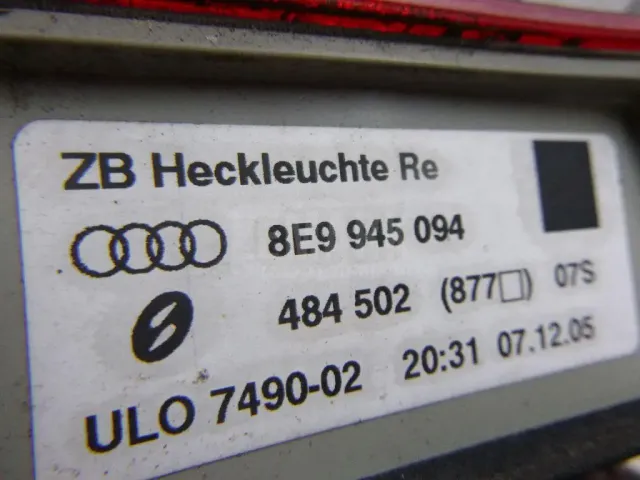 ZB Heckleuchte Re
8E9 945 094
484 502 (877□) 07S
ULO 7490-02 20:31 07.12.05